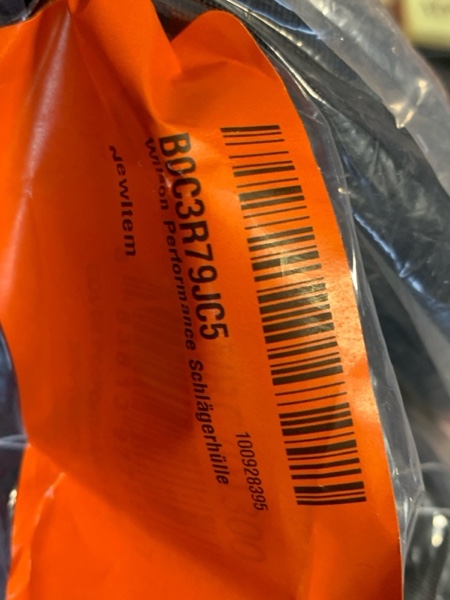 100928395
B0C3R79JC5
Wilson Performance Schlägerhülle
NewItem